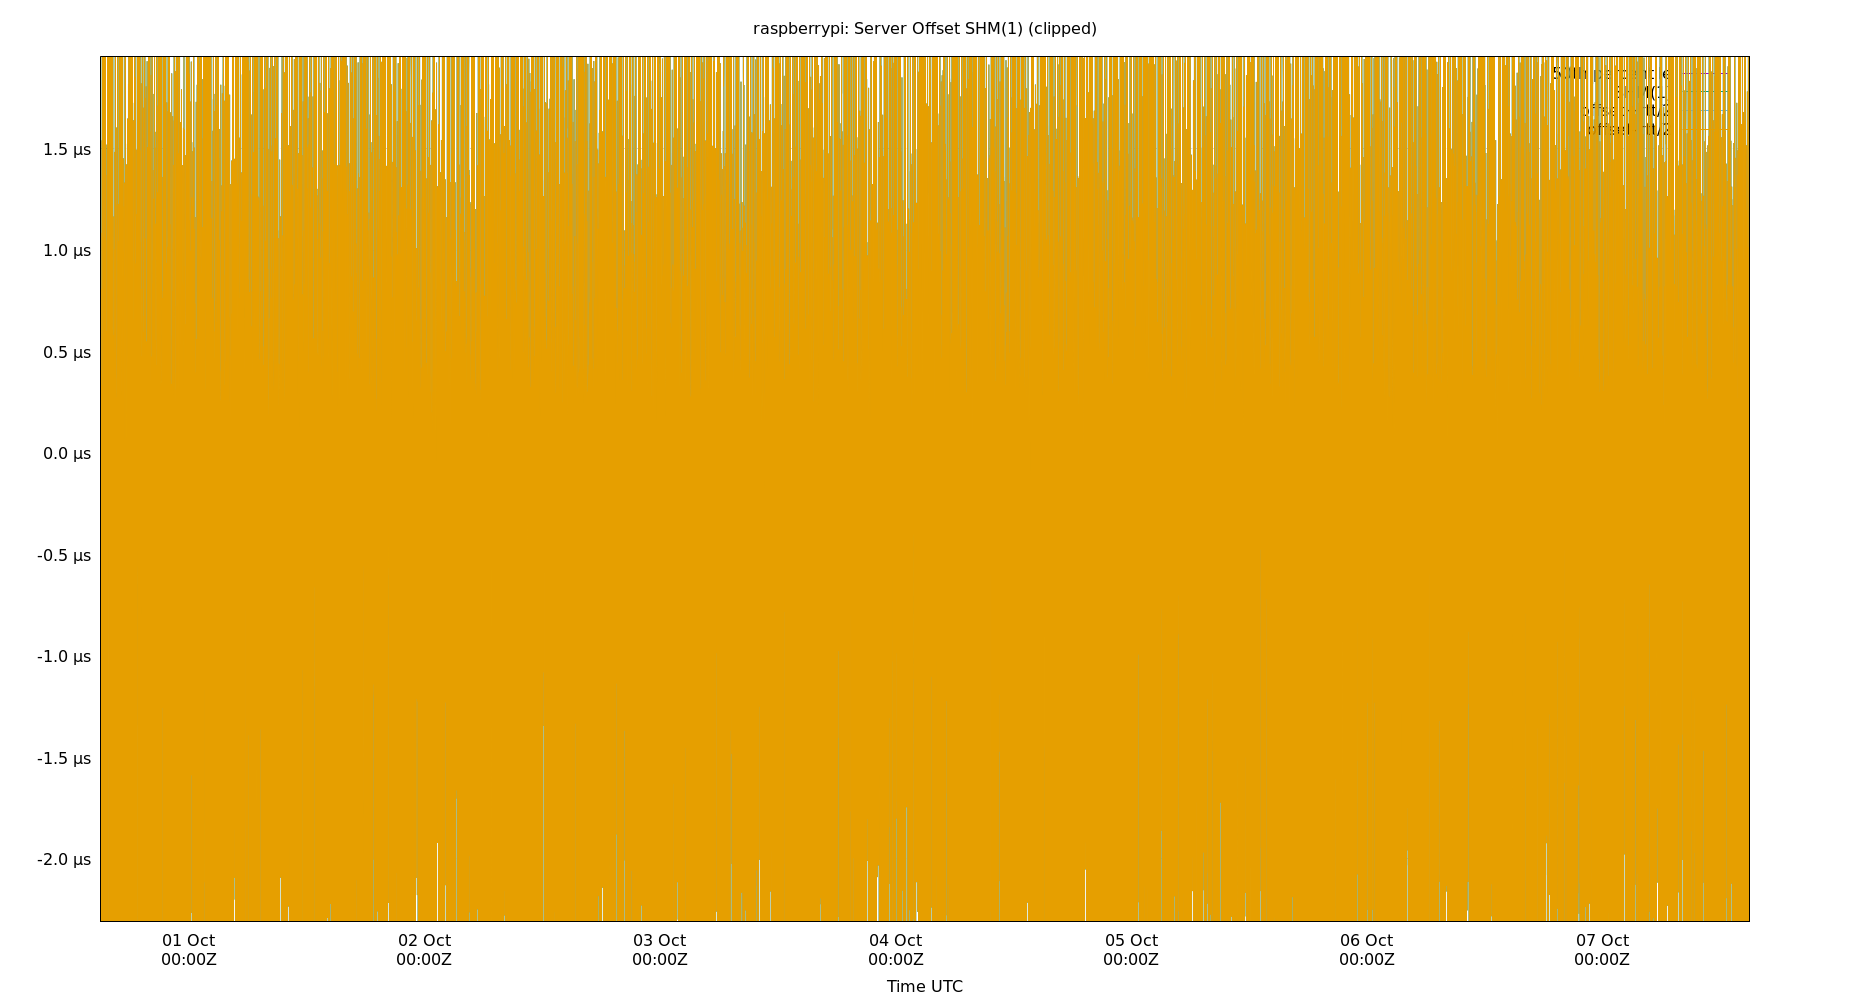 raspberrypi: Server Offset SHM(1) (clipped)
1.5 µs
1.0 µs
0.5 µs
0.0 µs
-0.5 µs
-1.0 µs
-1.5 µs
-2.0 µs
01 Oct 02 Oct 03 Oct 04 Oct 05 Oct 06 Oct 07 Oct
00:00Z 00:00Z 00:00Z 00:00Z 00:00Z 00:00Z 00:00Z
Time UTC